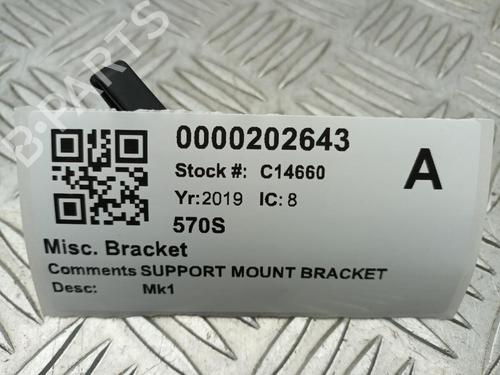 B-PARTS
0000202643
Stock #: C14660
A
Yr: 2019 IC: 8
570S
Misc. Bracket
Comments SUPPORT MOUNT BRACKET
Desc: Mk1